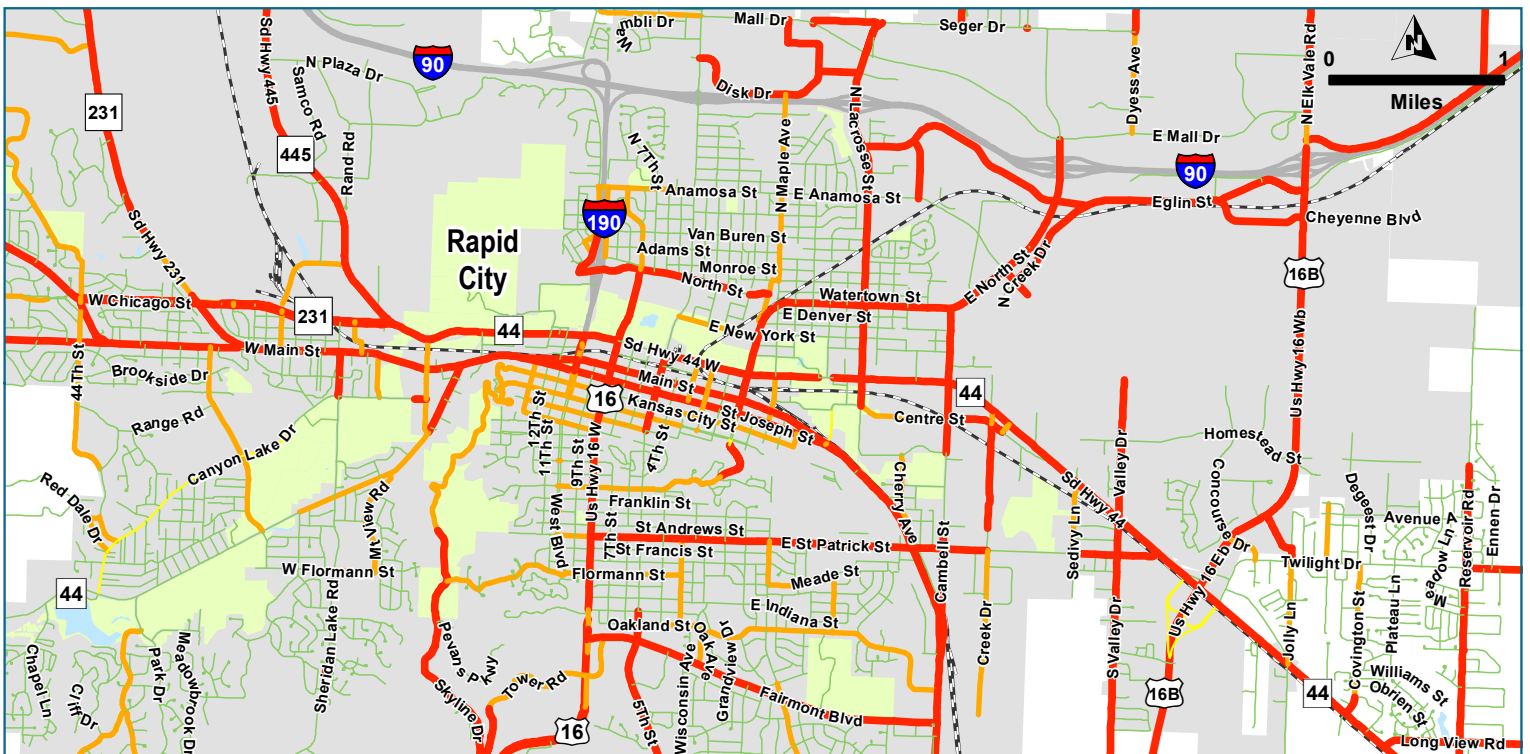 Wambli Dr
Mall Dr
Seger Dr
N Plaza Dr
90
Disk Dr
Sd Hwy 445
Samco Rd
231
445
Rand Rd
N 7Th St
N Maple Ave
N Lacrosse St
Dyess Ave
E Mall Dr
N Elk Vale Rd
N
0
1
Miles
90
Anamosa St
E Anamosa St
Eglin St
Cheyenne Blvd
190
Rapid
City
Sd Hwy 231
Van Buren St
Adams St
Monroe St
North St
E North St
N Creek Dr
16B
W Chicago St
231
44
Watertown St
E Denver St
E New York St
Us Hwy 16 Wb
W Main St
Sd Hwy 44 W
Main St
44Th St
Brookside Dr
16
Kansas City St
St Joseph St
44
Centre St
Range Rd
Canyon Lake Dr
12Th St
11Th St
9Th St
Us Hwy 16 W
4Th St
Valley Dr
Homestead St
Red Dale Dr
Mt View Rd
West Blvd
Franklin St
7Th St
St Andrews St
St Francis St
E St Patrick St
Cherry Ave
Cambell St
Sd Hwy 44
Sedivy Ln
Concourse Dr
Degeest Dr
Avenue A
Meadow Ln
Reservoir Rd
Ennen Dr
Twilight Dr
44
W Flormann St
Flormann St
Meade St
E Indiana St
Us Hwy 16 Eb
Plateau Ln
Sheridan Lake Rd
Oakland St
Oak Ave
Grandview Dr
Creek Dr
S Valley Dr
Jolly Ln
Covington St
Chapel Ln
Cliff Dr
Park Dr
Meadowbrook Dr
Pevans Pky
Skyline Dr
Tower Rd
16
5Th St
Wisconsin Ave
Fairmont Blvd
16B
44
Williams St
Obrien St
Long View Rd